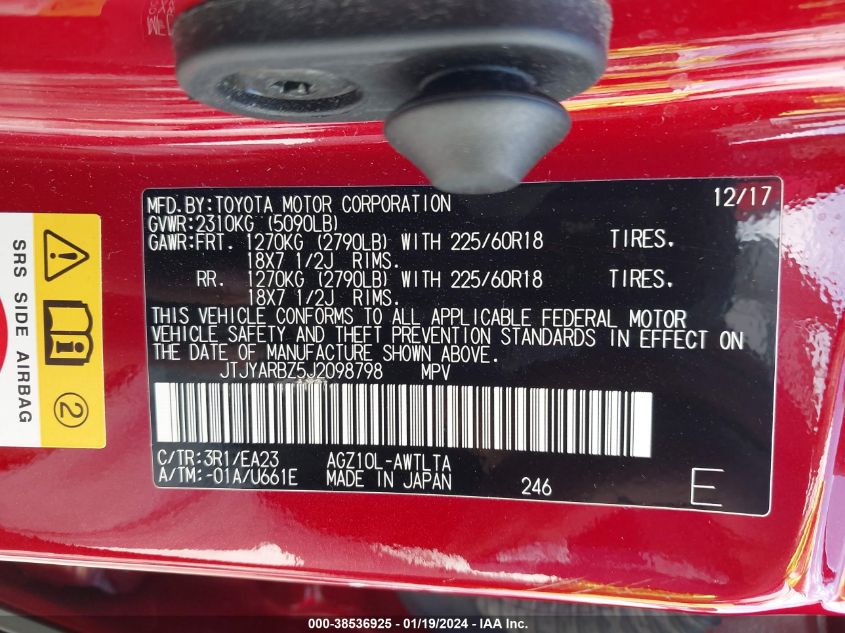 MFD.BY:TOYOTA MOTOR CORPORATION 12/17
GVWR:2310KG (5090LB)
GAWR:FRT. 1270KG (2790LB) WITH 225/60R18 TIRES.
18X7 1/2J RIMS.
RR. 1270KG (2790LB) WITH 225/60R18 TIRES.
18X7 1/2J RIMS.
THIS VEHICLE CONFORMS TO ALL APPLICABLE FEDERAL MOTOR
VEHICLE SAFETY AND THEFT PREVENTION STANDARDS IN EFFECT ON
THE DATE OF MANUFACTURE SHOWN ABOVE.
JTJYARBZ5J2098798 MPV
C/TR:3R1/EA23 AGZ10L-AWTLTA
A/TM:-01A/U661E MADE IN JAPAN 246 E
SRS SIDE AIRBAG
2
000-38536925 - 01/19/2024 - IAA Inc.